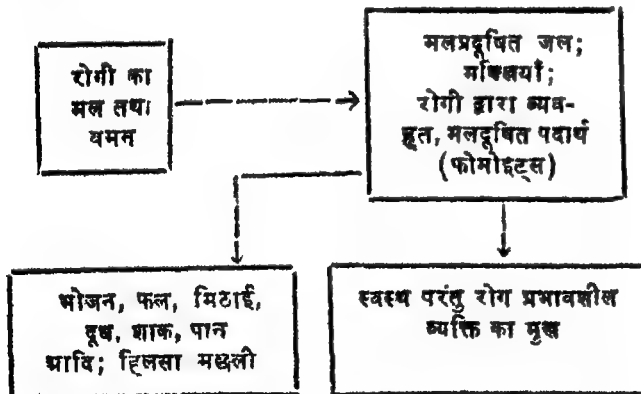 रोगी का
मल तथा
वमन
मलप्रदूषित जल;
मक्खियाँ;
रोगी द्वारा व्यव-
हृत, मलदूषित पदार्थ
(फोमोइट्स)
भोजन, फल, मिठाई,
दूध, शाक, पान
आदि; हिलसा मछली
स्वस्थ परंतु रोग प्रभावशील
व्यक्ति का मुख